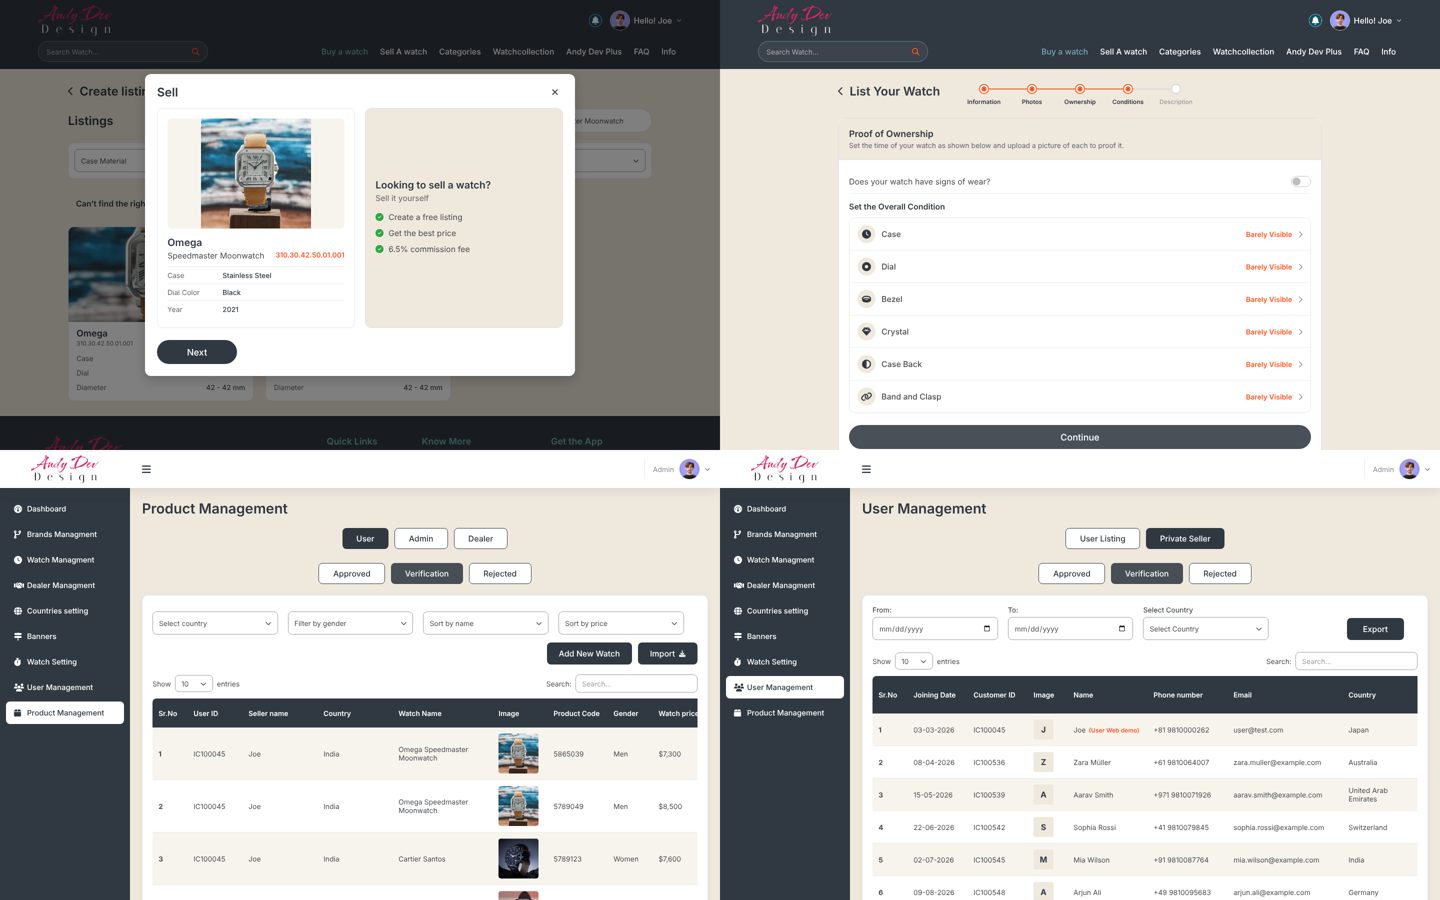 Andy Dev
Design
Hello! Joe
Search Watch...
Buy a watch
Sell A watch
Categories
Watchcollection
Andy Dev Plus
FAQ
Info
Create listin
Listings
er Moonwatch
Case Material
Can't find the righ
Omega
310.30.42.50.01.001
Case
Dial
Diameter
42 - 42 mm
Diameter
42 - 42 mm
Sell
Omega
Speedmaster Moonwatch
310.30.42.50.01.001
Case
Stainless Steel
Dial Color
Black
Year
2021
Looking to sell a watch?
Sell it yourself
Create a free listing
Get the best price
6.5% commission fee
Next
Andy Dev
Quick Links
Know More
Get the App
Andy Dev
Design
Hello! Joe
Search Watch...
Buy a watch
Sell A watch
Categories
Watchcollection
Andy Dev Plus
FAQ
Info
List Your Watch
Information
Photos
Ownership
Conditions
Description
Proof of Ownership
Set the time of your watch as shown below and upload a picture of each to proof it.
Does your watch have signs of wear?
Set the Overall Condition
Case
Barely Visible
Dial
Barely Visible
Bezel
Barely Visible
Crystal
Barely Visible
Case Back
Barely Visible
Band and Clasp
Barely Visible
Continue
Andy Dev
Design
Admin
Dashboard
Brands Managment
Watch Managment
Dealer Managment
Countries setting
Banners
Watch Setting
User Management
Product Management
Product Management
User
Admin
Dealer
Approved
Verification
Rejected
Select country
Filter by gender
Sort by name
Sort by price
Add New Watch
Import
Show
10
entries
Search:
Search...
Sr.No
User ID
Seller name
Country
Watch Name
Image
Product Code
Gender
Watch price
1
IC100045
Joe
India
Omega Speedmaster
Moonwatch
5865039
Men
$7,300
2
IC100045
Joe
India
Omega Speedmaster
Moonwatch
5789049
Men
$8,500
3
IC100045
Joe
India
Cartier Santos
5789123
Women
$7,600
Andy Dev
Design
Admin
Dashboard
Brands Managment
Watch Managment
Dealer Managment
Countries setting
Banners
Watch Setting
User Management
Product Management
User Management
User Listing
Private Seller
Approved
Verification
Rejected
From:
mm/dd/yyyy
To:
mm/dd/yyyy
Select Country
Select Country
Export
Show
10
entries
Search:
Search...
Sr.No
Joining Date
Customer ID
Image
Name
Phone number
Email
Country
1
03-03-2026
IC100045
J
Joe (User Web demo)
+81 9810000262
user@test.com
Japan
2
08-04-2026
IC100536
Z
Zara Müller
+61 9810064007
zara.muller@example.com
Australia
3
15-05-2026
IC100539
A
Aarav Smith
+971 9810071926
aarav.smith@example.com
United Arab
Emirates
4
22-06-2026
IC100542
S
Sophia Rossi
+41 9810079845
sophia.rossi@example.com
Switzerland
5
02-07-2026
IC100545
M
Mia Wilson
+91 9810087764
mia.wilson@example.com
India
6
09-08-2026
IC100548
A
Arjun Ali
+49 9810095683
arjun.ali@example.com
Germany